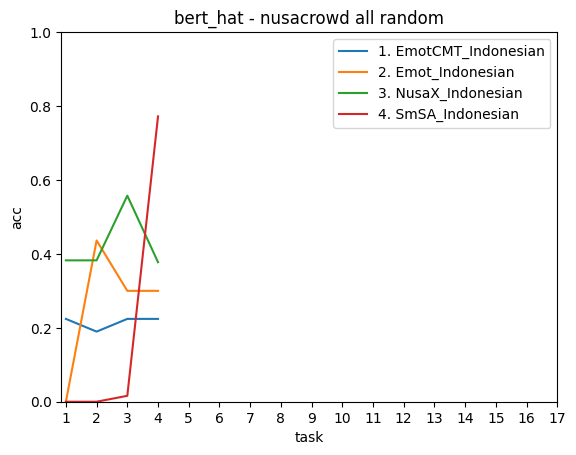 bert_hat - nusacrowd all random
1. EmotCMT_Indonesian
2. Emot_Indonesian
3. NusaX_Indonesian
4. SmSA_Indonesian
1.0
0.8
0.6
0.4
0.2
0.0
acc
1 2 3 4 5 6 7 8 9 10 11 12 13 14 15 16 17
task